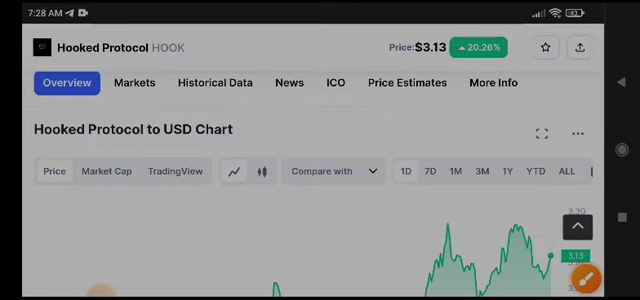 7:28 AM
Hooked Protocol HOOK Price: $3.13 20.26%
Overview Markets Historical Data News ICO Price Estimates More Info
Hooked Protocol to USD Chart
Price Market Cap TradingView Compare with 1D 7D 1M 3M 1Y YTD ALL
3.30
3.13